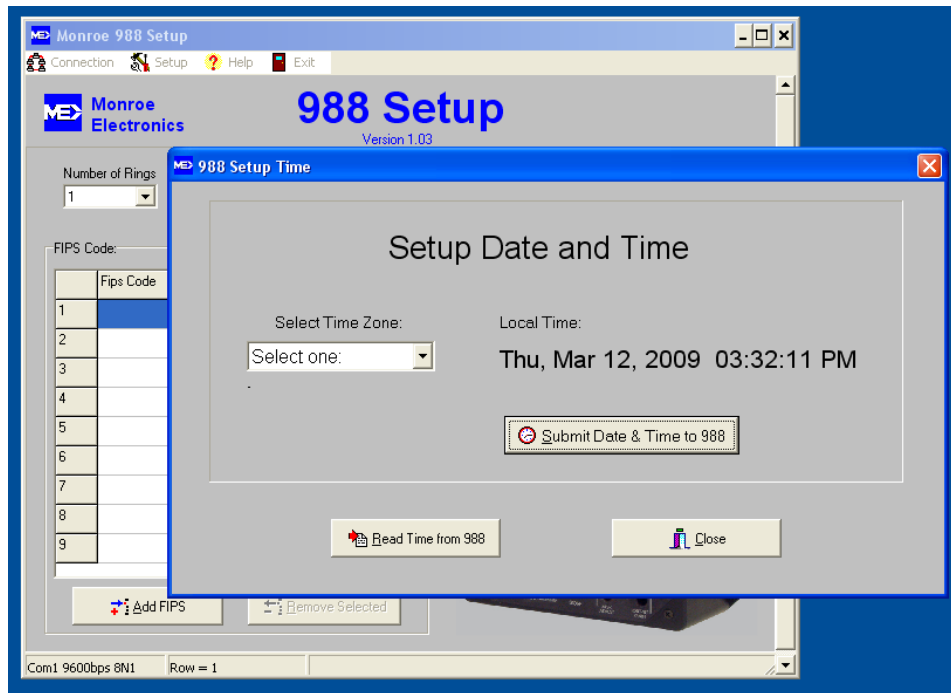 Monroe 988 Setup
Connection Setup Help Exit
Monroe
Electronics
988 Setup
Version 1.03
Number of Rings
1
988 Setup Time
Setup Date and Time
Select Time Zone:
Select one:
.
Local Time:
Thu, Mar 12, 2009 03:32:11 PM
Submit Date & Time to 988
Read Time from 988
Close
FIPS Code:
Fips Code
1
2
3
4
5
6
7
8
9
Add FIPS
Remove Selected
Com1 9600bps 8N1
Row = 1